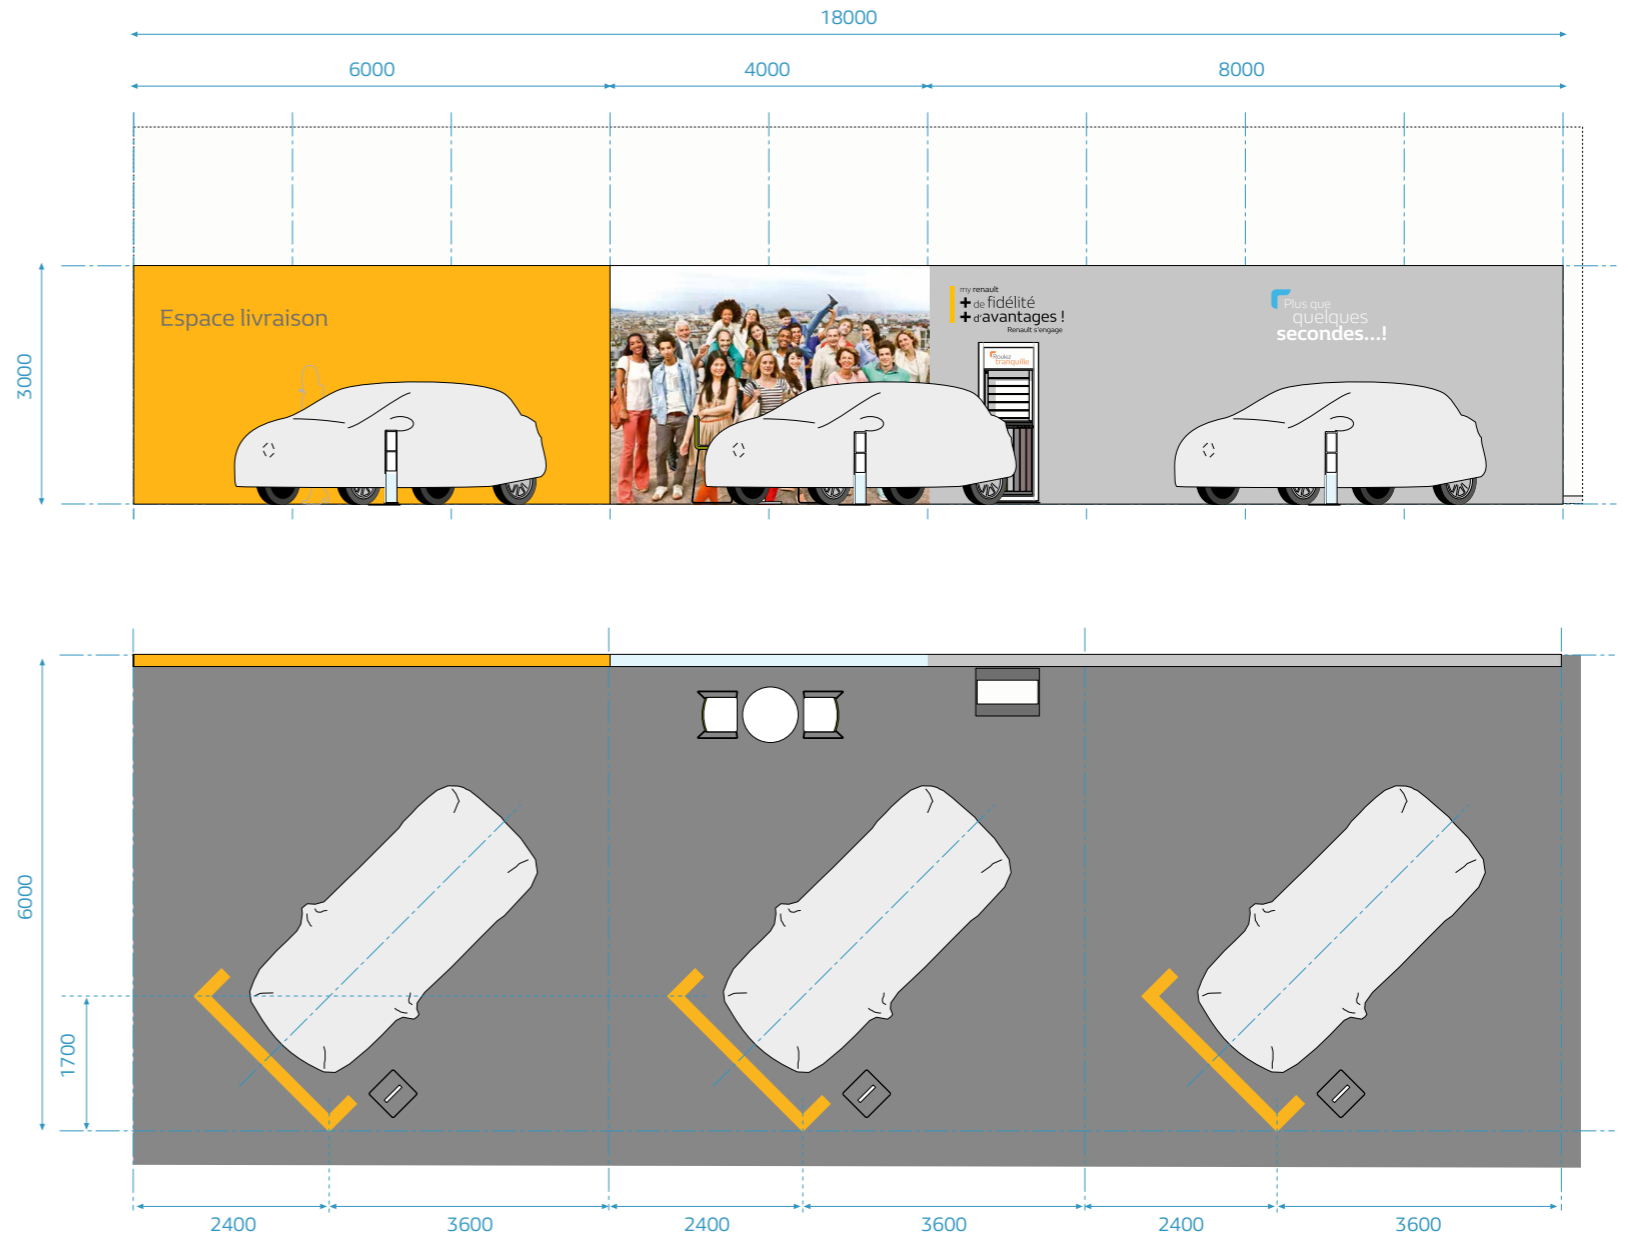 18000
6000
4000
8000
3000
Espace livraison
my renault
+ de fidélité
+ d'avantages !
Renault s'engage
Roulez
tranquille
Plus que
quelques
secondes...!
6000
1700
2400
3600
2400
3600
2400
3600